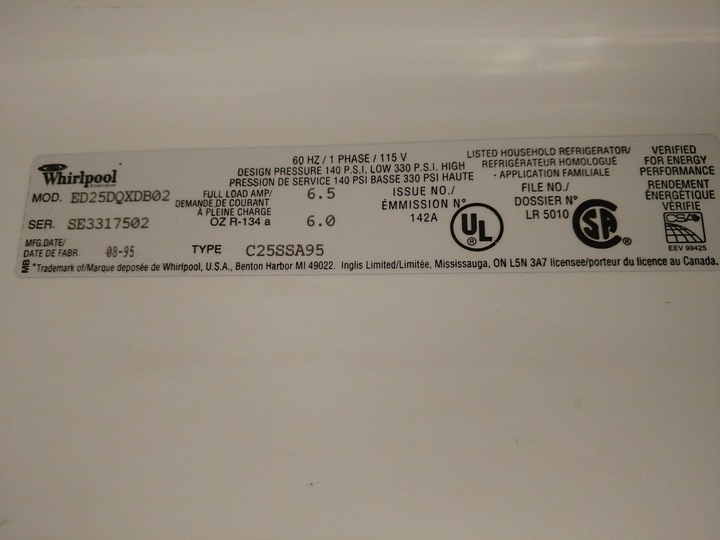 60 HZ / 1 PHASE / 115 V
DESIGN PRESSURE 140 P.S.I. LOW 330 P.S.I. HIGH
PRESSION DE SERVICE 140 PSI BASSE 330 PSI HAUTE
LISTED HOUSEHOLD REFRIGERATOR/
RÉFRIGÉRATEUR HOMOLOGUÉ
- APPLICATION FAMILIALE
VERIFIED
FOR ENERGY
PERFORMANCE
RENDEMENT
ÉNERGÉTIQUE
VÉRIFIÉ
CSA
EEV 99425
Whirlpool
Corporation
MOD. ED25DQXDB02
FULL LOAD AMP/ 6.5
DEMANDE DE COURANT
À PLEINE CHARGE
OZ R-134 a 6.0
ISSUE NO./
ÉMMISSION N°
142A
UL ®
FILE NO./
DOSSIER N°
LR 5010
SA ®
SER. SE3317502
MFG.DATE/
DATE DE FABR. 08-95
TYPE C25SSA95
MB *Trademark of/Marque deposée de Whirlpool, U.S.A., Benton Harbor MI 49022. Inglis Limited/Limitée, Mississauga, ON L5N 3A7 licensee/porteur du licence au Canada.